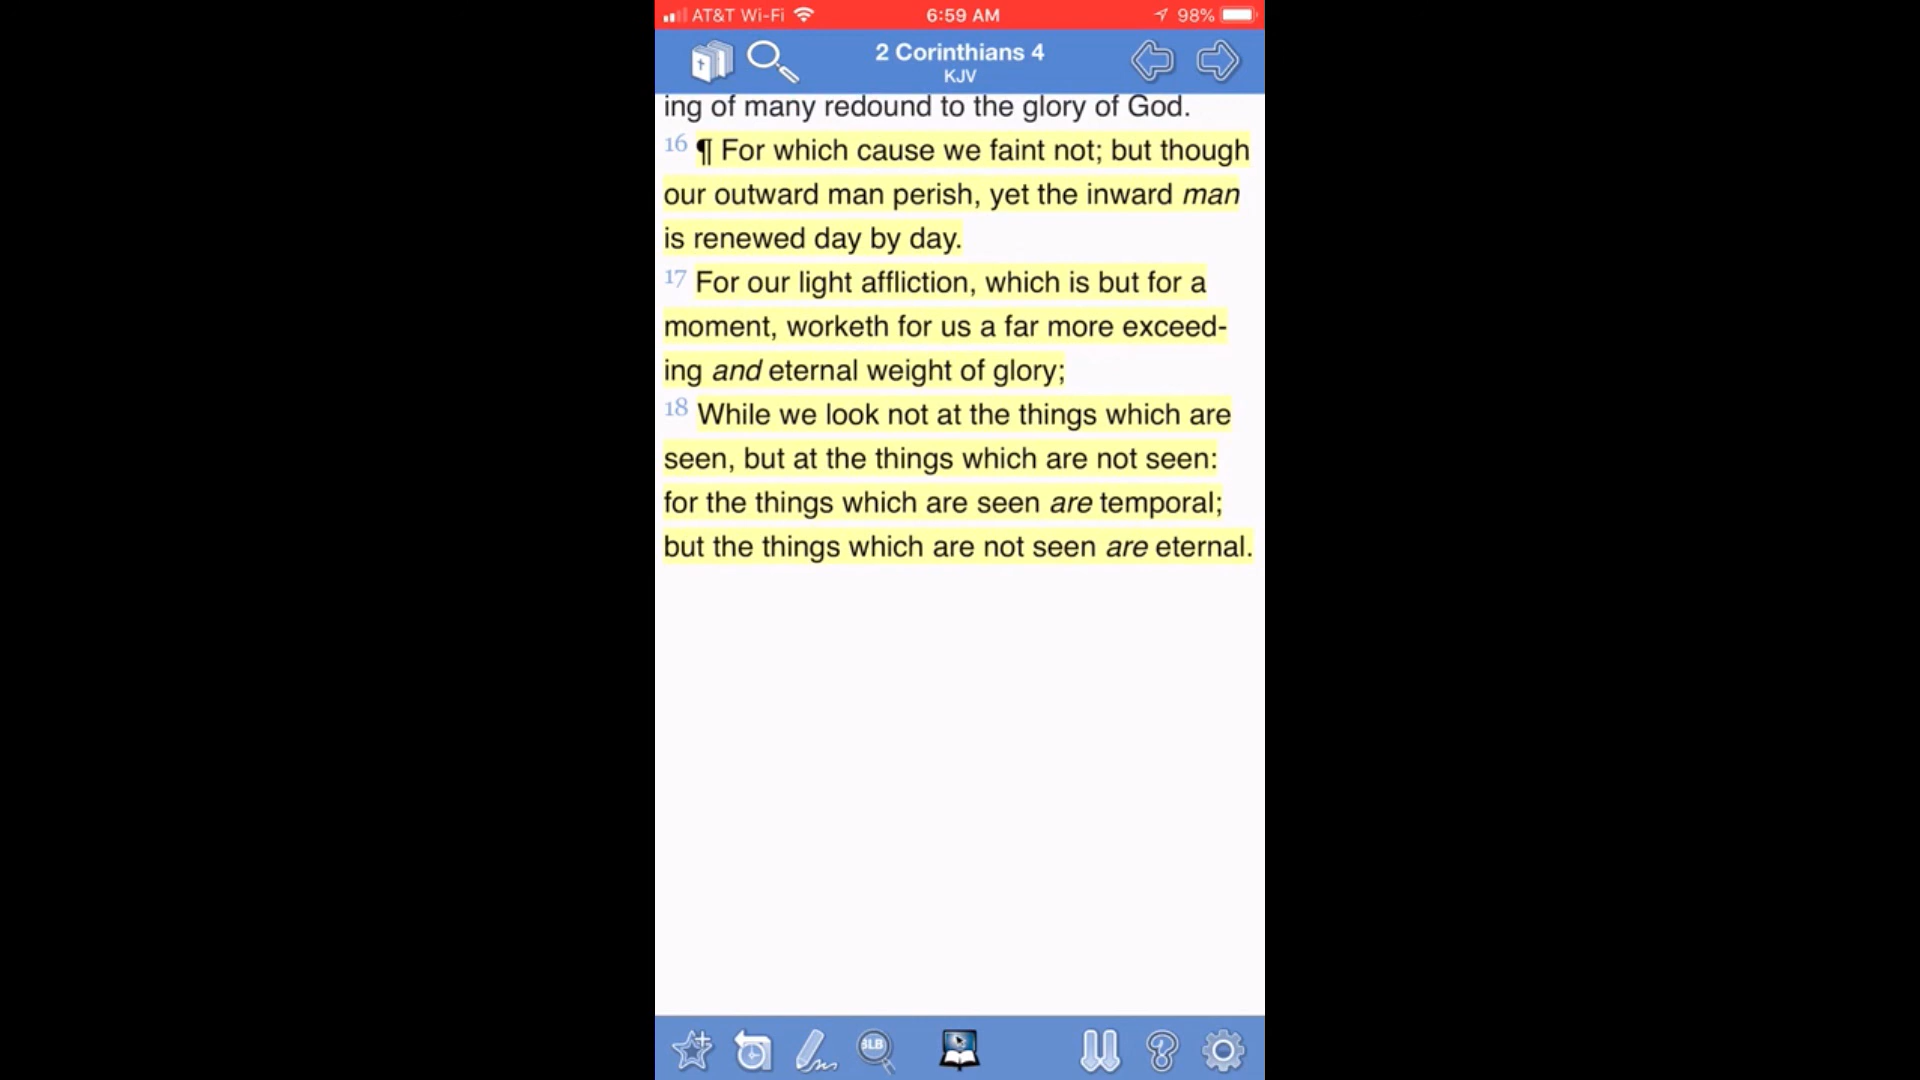 AT&T Wi-Fi 6:59 AM 98%
2 Corinthians 4
KJV
ing of many redound to the glory of God.
16 ¶ For which cause we faint not; but though
our outward man perish, yet the inward man
is renewed day by day.
17 For our light affliction, which is but for a
moment, worketh for us a far more exceed-
ing and eternal weight of glory;
18 While we look not at the things which are
seen, but at the things which are not seen:
for the things which are seen are temporal;
but the things which are not seen are eternal.
BLB